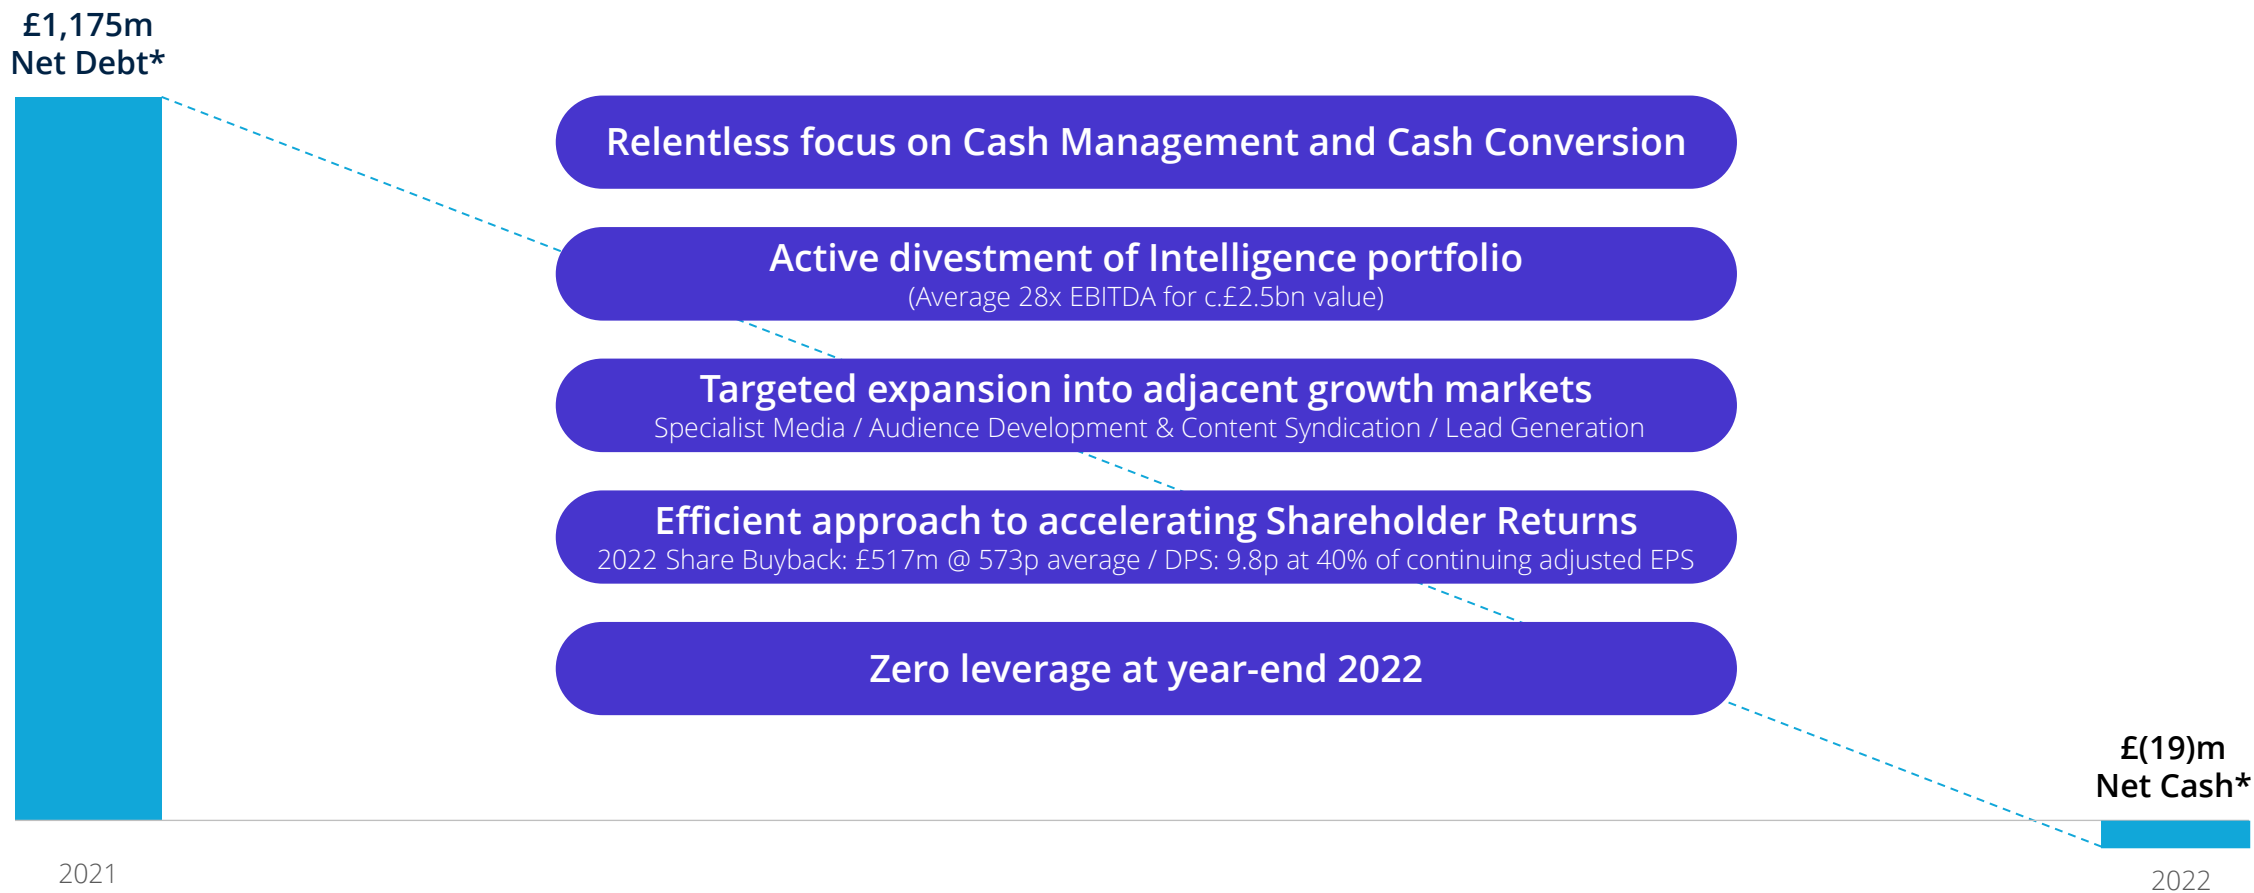 £1,175m
Net Debt*
Relentless focus on Cash Management and Cash Conversion
Active divestment of Intelligence portfolio
(Average 28x EBITDA for c.£2.5bn value)
Targeted expansion into adjacent growth markets
Specialist Media / Audience Development & Content Syndication / Lead Generation
Efficient approach to accelerating Shareholder Returns
2022 Share Buyback: £517m @ 573p average / DPS: 9.8p at 40% of continuing adjusted EPS
Zero leverage at year-end 2022
£(19)m
Net Cash*
2021
2022